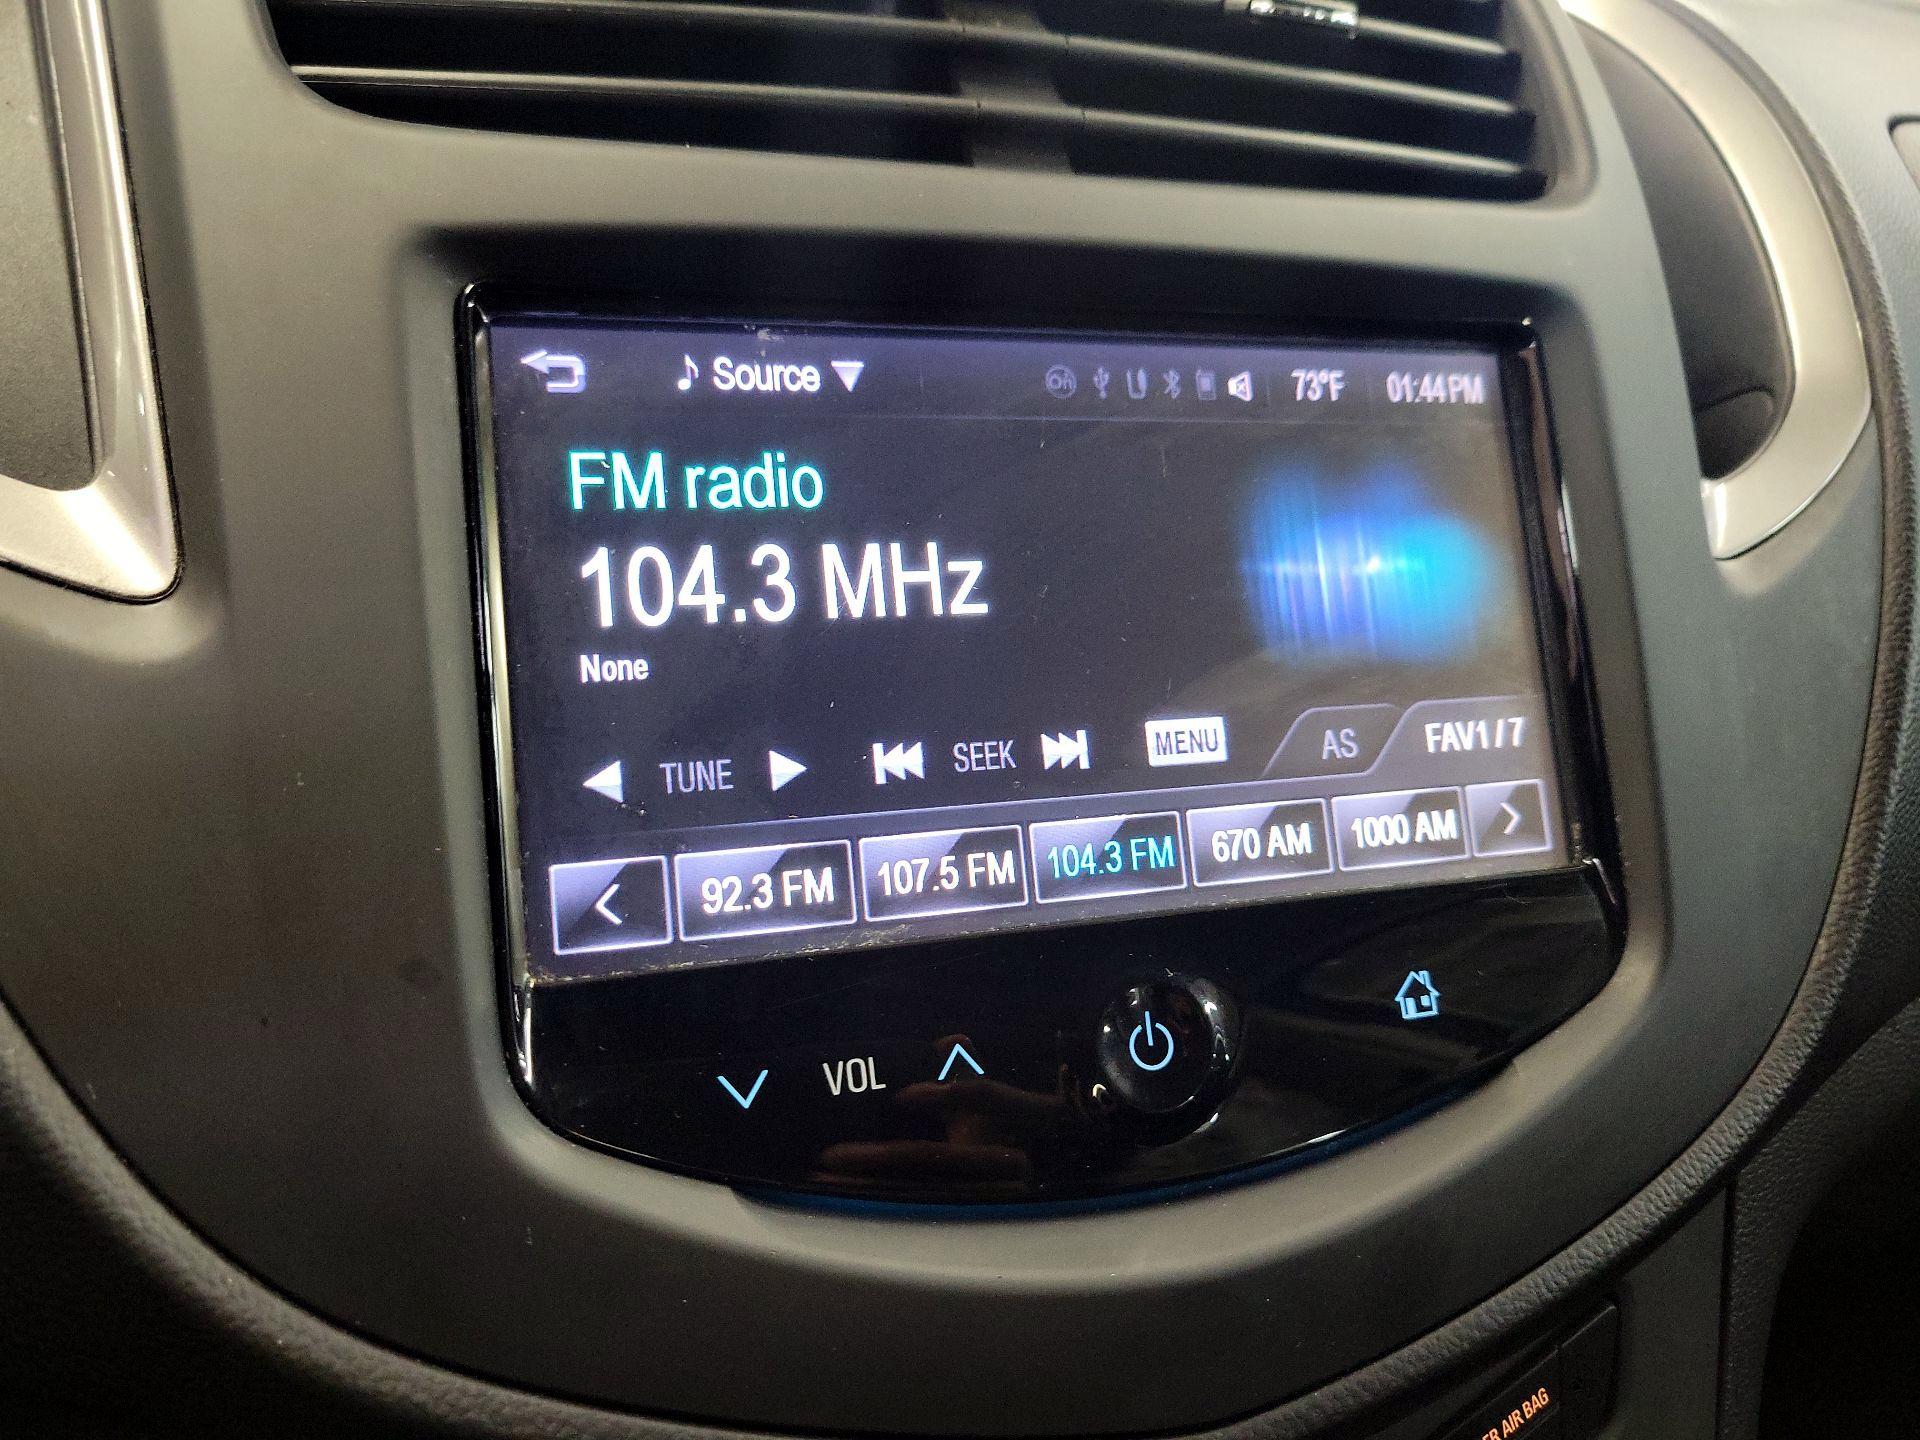 Source 73°F 01:44 PM
FM radio
104.3 MHz
None
TUNE SEEK MENU AS FAV1 / 7
< 92.3 FM 107.5 FM 104.3 FM 670 AM 1000 AM >
VOL
AIR BAG